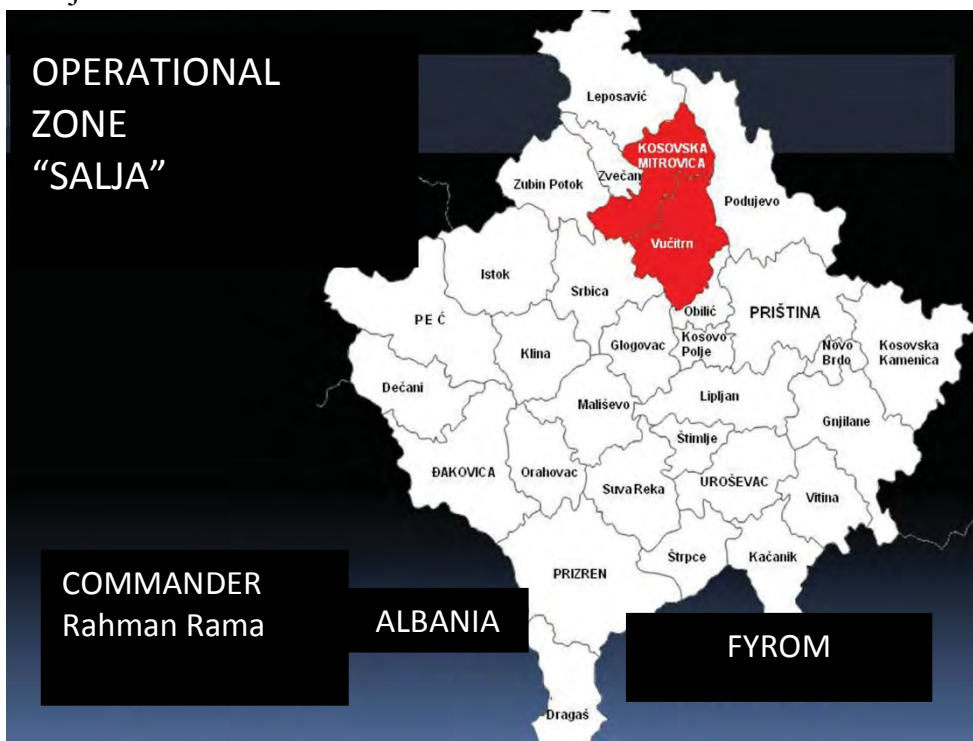 OPERATIONAL
ZONE
“SALJA”
Leposavić
KOSOVSKA
MITROVICA
Zvečan
Zubin Potok
Podujevo
Vučitrn
Istok
Srbica
Obilić
PRIŠTINA
PEĆ
Glogovac
Kosovo
Polje
Novo
Brdo
Kosovska
Kamenica
Klina
Dečani
Lipljan
Mališevo
Gnjilane
Štimlje
ĐAKOVICA
Orahovac
Suva Reka
UROŠEVAC
Vitina
Štrpce
Kačanik
PRIZREN
COMMANDER
Rahman Rama
ALBANIA
FYROM
Dragaš